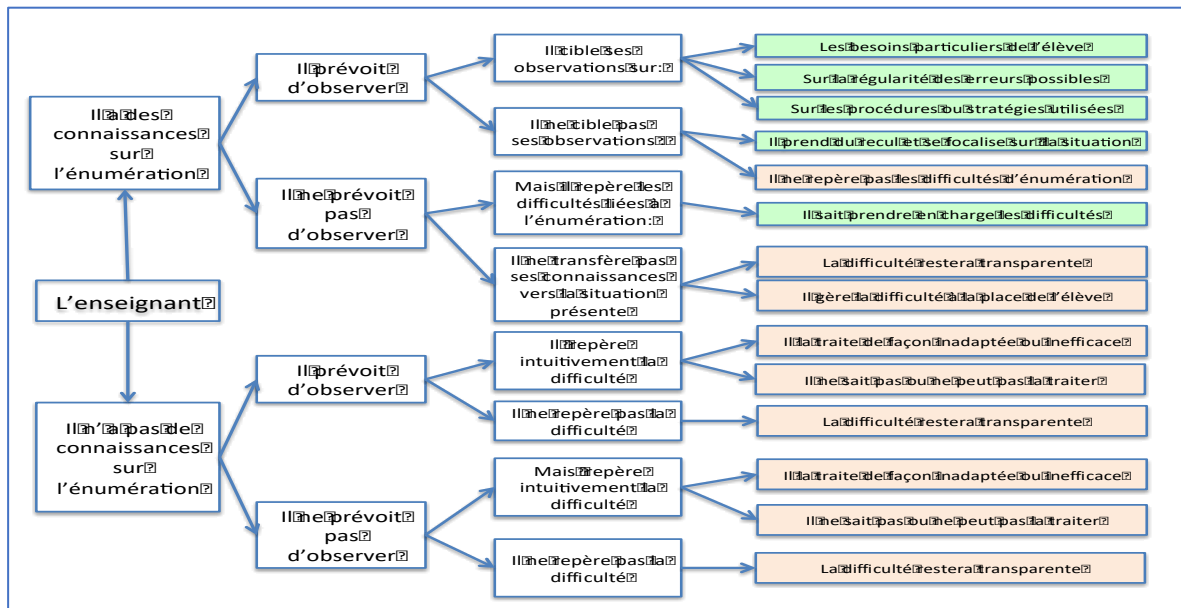 Il a des
connaissances
sur
l’énumération
L’enseignant
Il n’a pas de
connaissances
sur
l’énumération
Il prévoit
d’observer
Il ne prévoit
pas
d’observer
Il prévoit
d’observer
Il ne prévoit
pas
d’observer
Il cible ses
observations sur:
Il ne cible pas
ses observations
Mais il repère les
difficultés liées à
l’énumération:
Il ne transfère pas
ses connaissances
vers la situation
présente
Il repère
intuitivement la
difficulté
Il ne repère pas la
difficulté
Mais repère
intuitivement la
difficulté
Il ne repère pas la
difficulté
Les besoins particuliers de l’élève
Sur la régularité des erreurs possibles
Sur les procédures ou stratégies utilisées
Il prend du recul et se focalise sur la situation
Il ne repère pas les difficultés d’énumération
Il sait prendre en charge les difficultés
La difficulté restera transparente
Il gère la difficulté à la place de l’élève
Il la traite de façon inadaptée ou inefficace
Il ne sait pas ou ne peut pas la traiter
La difficulté restera transparente
Il la traite de façon inadaptée ou inefficace
Il ne sait pas ou ne peut pas la traiter
La difficulté restera transparente